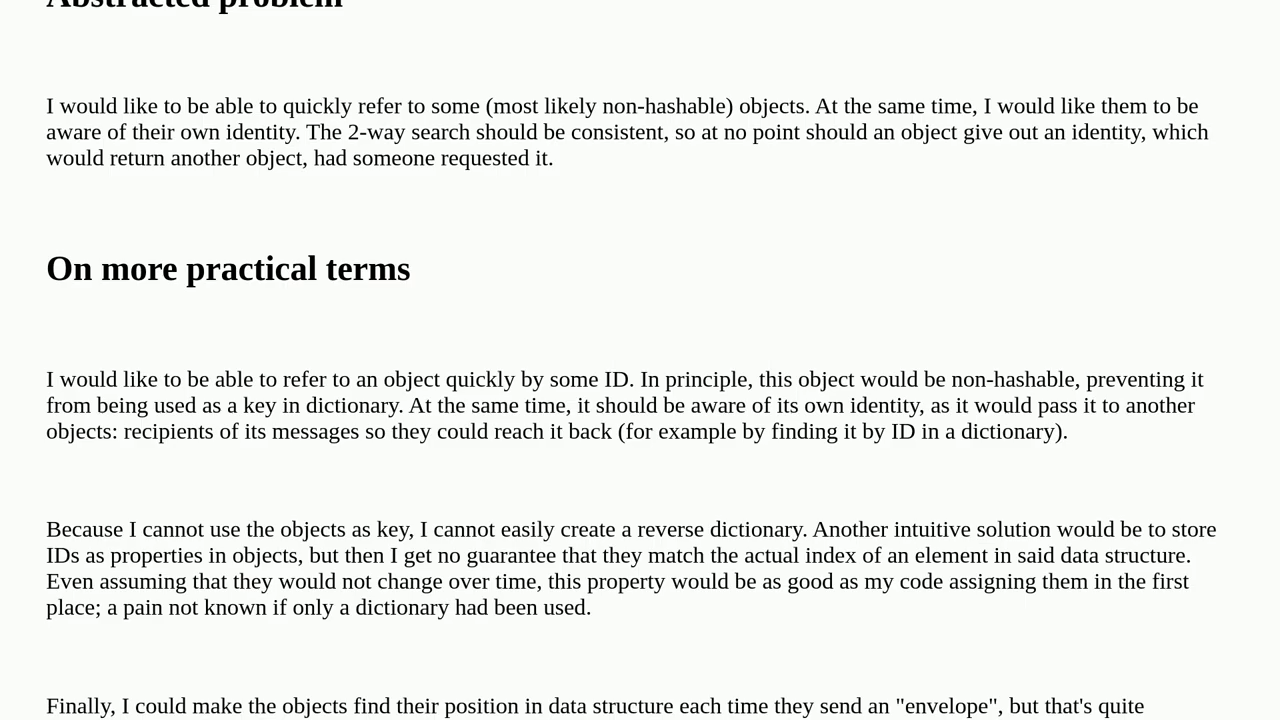 Abstracted problem
I would like to be able to quickly refer to some (most likely non-hashable) objects. At the same time, I would like them to be
aware of their own identity. The 2-way search should be consistent, so at no point should an object give out an identity, which
would return another object, had someone requested it.
On more practical terms
I would like to be able to refer to an object quickly by some ID. In principle, this object would be non-hashable, preventing it
from being used as a key in dictionary. At the same time, it should be aware of its own identity, as it would pass it to another
objects: recipients of its messages so they could reach it back (for example by finding it by ID in a dictionary).
Because I cannot use the objects as key, I cannot easily create a reverse dictionary. Another intuitive solution would be to store
IDs as properties in objects, but then I get no guarantee that they match the actual index of an element in said data structure.
Even assuming that they would not change over time, this property would be as good as my code assigning them in the first
place; a pain not known if only a dictionary had been used.
Finally, I could make the objects find their position in data structure each time they send an "envelope", but that's quite